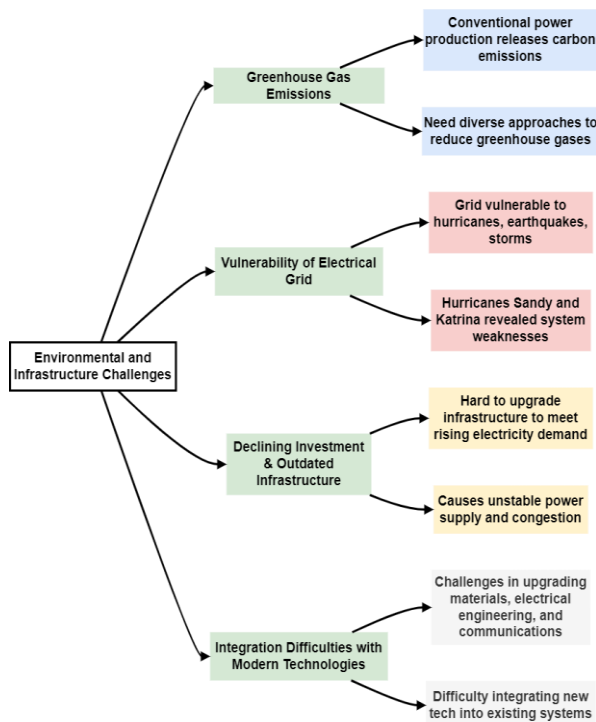 Environmental and
Infrastructure Challenges
Greenhouse Gas
Emissions
Conventional power
production releases carbon
emissions
Need diverse approaches to
reduce greenhouse gases
Vulnerability of Electrical
Grid
Grid vulnerable to
hurricanes, earthquakes,
storms
Hurricanes Sandy and
Katrina revealed system
weaknesses
Declining Investment
& Outdated
Infrastructure
Hard to upgrade
infrastructure to meet
rising electricity demand
Causes unstable power
supply and congestion
Integration Difficulties with
Modern Technologies
Challenges in upgrading
materials, electrical
engineering, and
communications
Difficulty integrating new
tech into existing systems